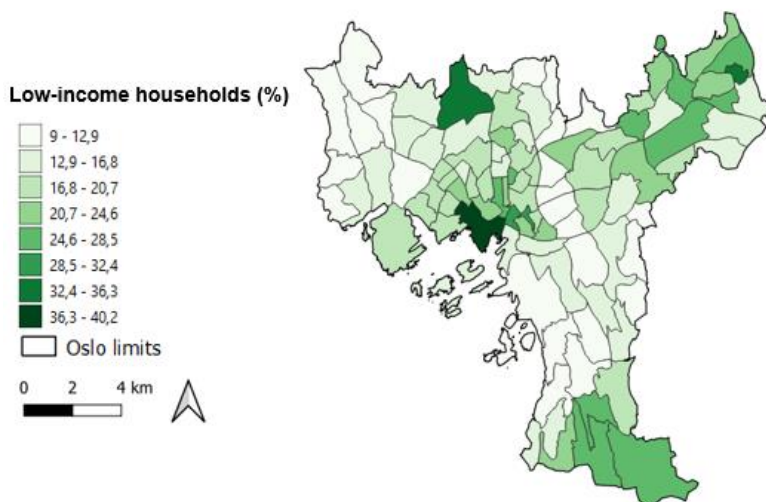 Low-income households (%)
9 - 12,9
12,9 - 16,8
16,8 - 20,7
20,7 - 24,6
24,6 - 28,5
28,5 - 32,4
32,4 - 36,3
36,3 - 40,2
Oslo limits
0 2 4 km